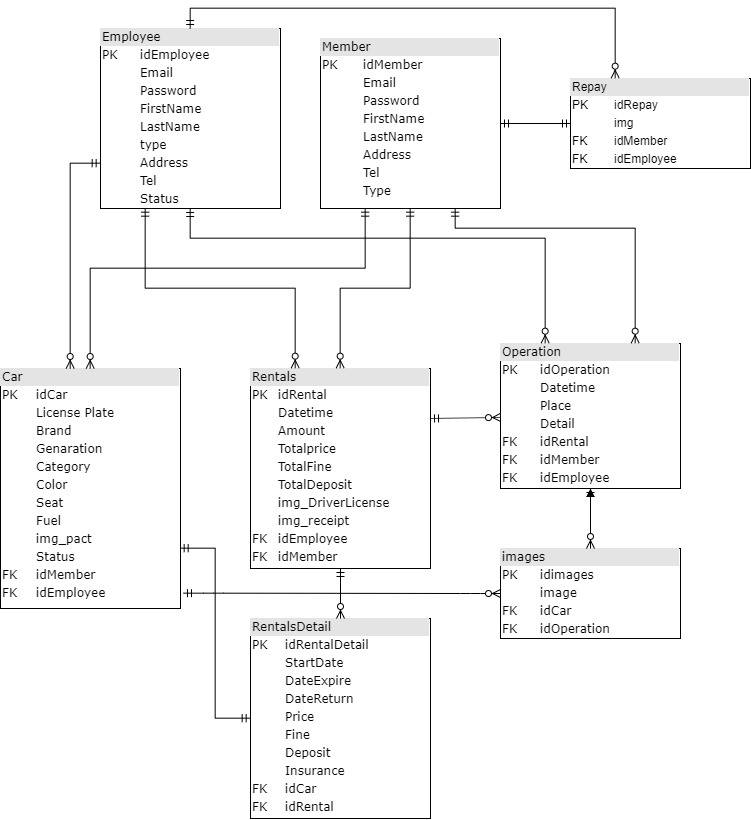 Employee
PK idEmployee
Email
Password
FirstName
LastName
type
Address
Tel
Status
Member
PK idMember
Email
Password
FirstName
LastName
Address
Tel
Type
Repay
PK idRepay
img
FK idMember
FK idEmployee
Car
PK idCar
License Plate
Brand
Genaration
Category
Color
Seat
Fuel
img_pact
Status
FK idMember
FK idEmployee
Rentals
PK idRental
Datetime
Amount
Totalprice
TotalFine
TotalDeposit
img_DriverLicense
img_receipt
FK idEmployee
FK idMember
Operation
PK idOperation
Datetime
Place
Detail
FK idRental
FK idMember
FK idEmployee
images
PK idimages
image
FK idCar
FK idOperation
RentalsDetail
PK idRentalDetail
StartDate
DateExpire
DateReturn
Price
Fine
Deposit
Insurance
FK idCar
FK idRental